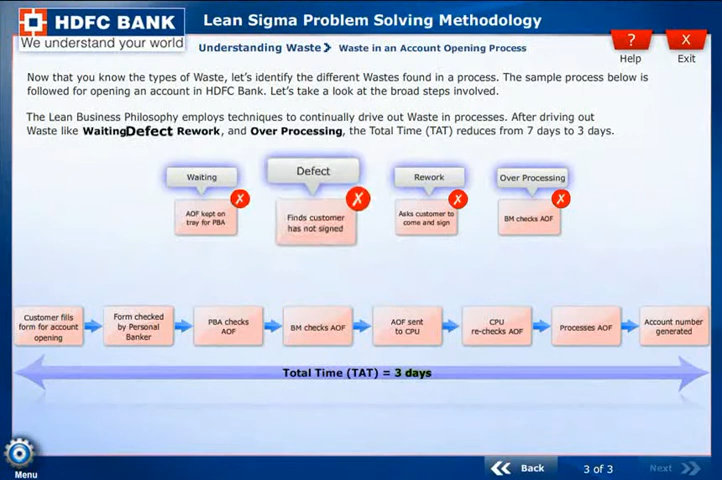 HDFC BANK
We understand your world
Lean Sigma Problem Solving Methodology
Understanding Waste Waste in an Account Opening Process
?
Help
X
Exit
Now that you know the types of Waste, let's identify the different Wastes found in a process. The sample process below is
followed for opening an account in HDFC Bank. Let's take a look at the broad steps involved.
The Lean Business Philosophy employs techniques to continually drive out Waste in processes. After driving out
Waste like WaitingDefect Rework, and Over Processing, the Total Time (TAT) reduces from 7 days to 3 days.
Waiting
Defect
Rework
Over Processing
AOF kept on
tray for PBA
Finds customer
has not signed
Asks customer to
come and sign
BM checks AOF
Customer fills
form for account
opening
Form checked
by Personal
Banker
PBA checks
AOF
BM checks AOF
AOF sent
to CPU
CPU
re-checks AOF
Processes AOF
Account number
generated
Total Time (TAT) = 3 days
Menu
Back
3 of 3
Next